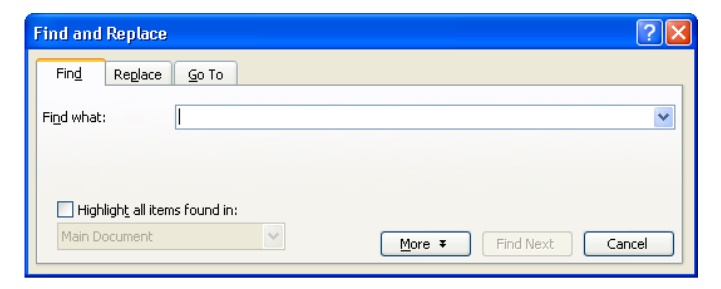 Find and Replace
Find Replace Go To
Find what:
Highlight all items found in:
Main Document
More Find Next Cancel